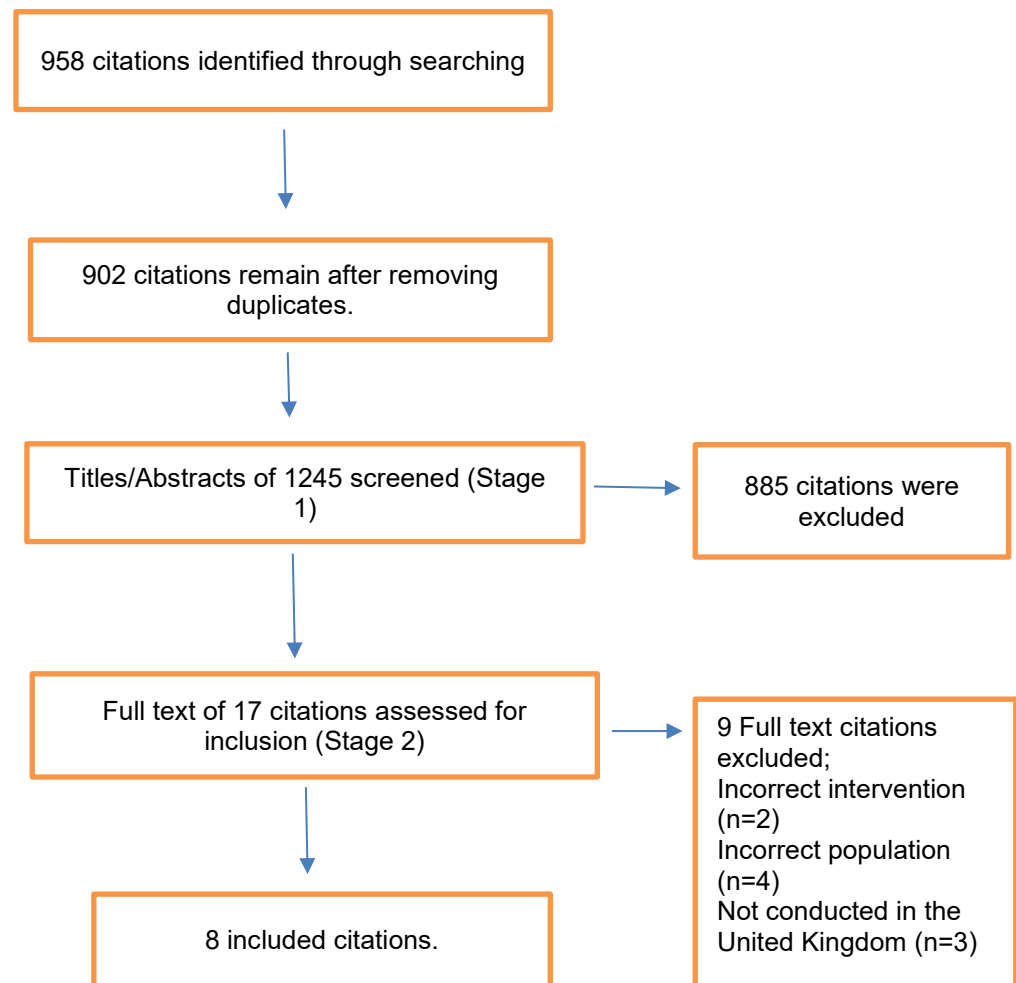 958 citations identified through searching
902 citations remain after removing
duplicates.
Titles/Abstracts of 1245 screened (Stage
1)
885 citations were
excluded
Full text of 17 citations assessed for
inclusion (Stage 2)
9 Full text citations
excluded;
Incorrect intervention
(n=2)
Incorrect population
(n=4)
Not conducted in the
United Kingdom (n=3)
8 included citations.